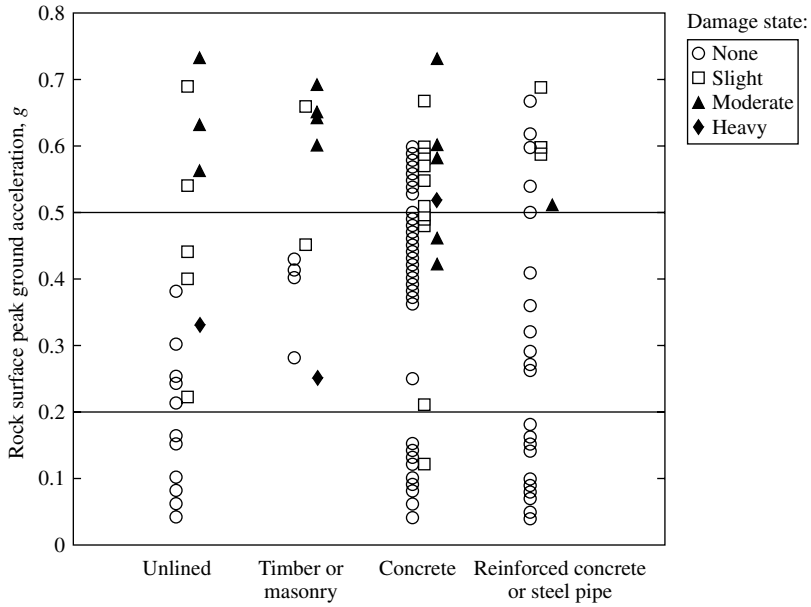 Rock surface peak ground acceleration, g
0.8
0.7
0.6
0.5
0.4
0.3
0.2
0.1
0
Unlined
Timber or
masonry
Concrete
Reinforced concrete
or steel pipe
Damage state:
None
Slight
Moderate
Heavy